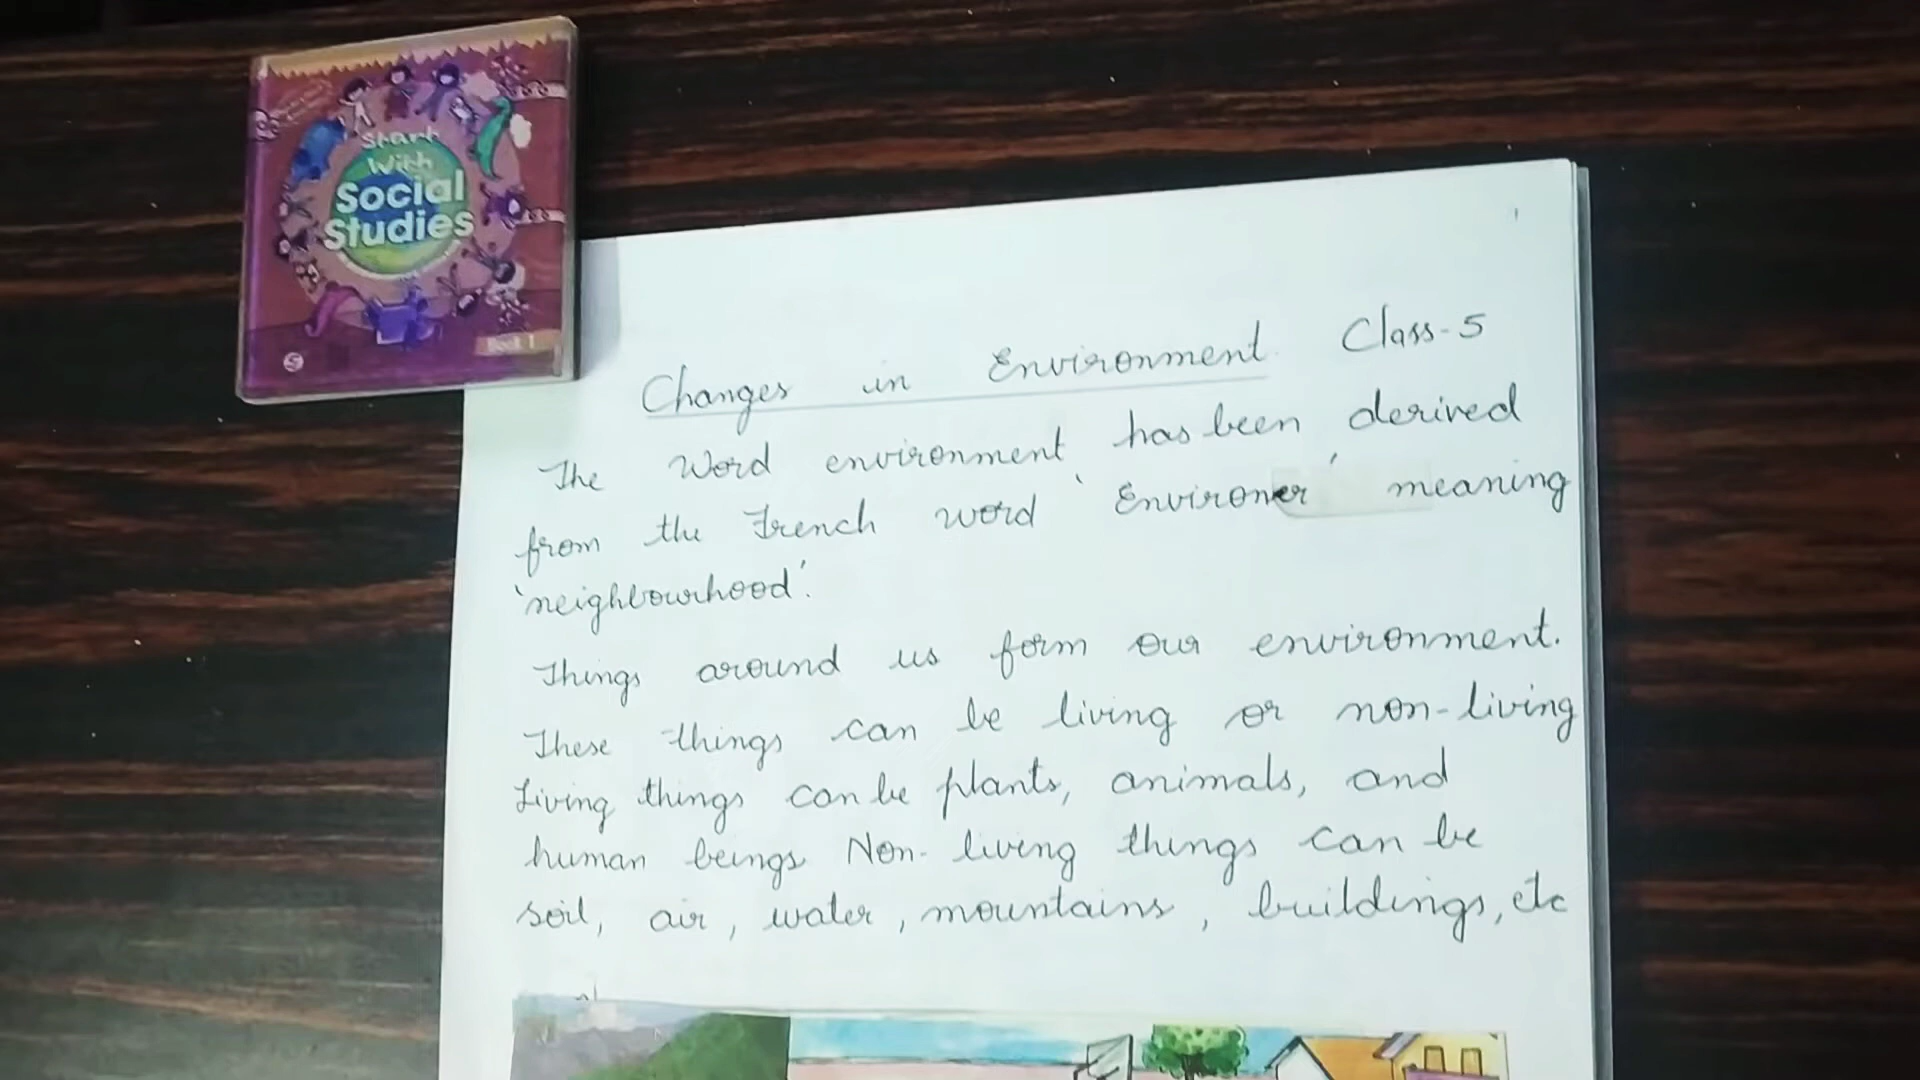 Start
With
Social
Studies
Book 1
Changes in Environment Class-5
The Word environment has been derived
from the French word 'Environer' meaning
'neighbourhood'.
Things around us form our environment.
These things can be living or non-living
Living things can be plants, animals, and
human beings Non-living things can be
soil, air, water, mountains, buildings, etc